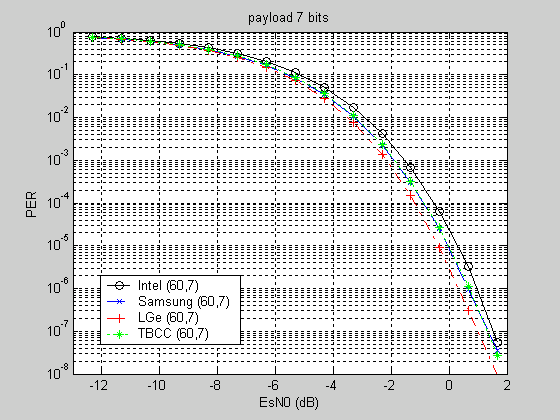 payload 7 bits
10^0
10^-1
10^-2
10^-3
10^-4
10^-5
10^-6
10^-7
10^-8
PER
Intel (60,7)
Samsung (60,7)
LGe (60,7)
TBCC (60,7)
-12 -10 -8 -6 -4 -2 0 2
EsN0 (dB)